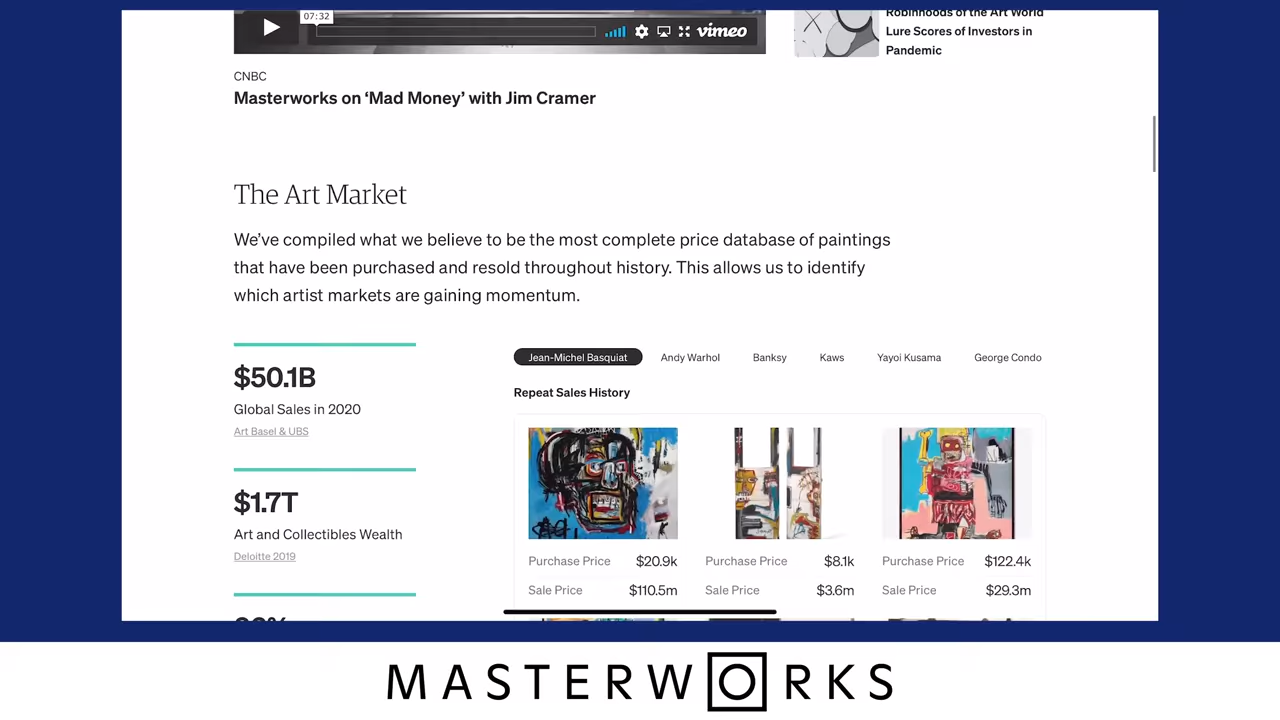 07:32
vimeo
Robinhoods of the Art World
Lure Scores of Investors in
Pandemic
CNBC
Masterworks on ‘Mad Money’ with Jim Cramer
The Art Market
We’ve compiled what we believe to be the most complete price database of paintings
that have been purchased and resold throughout history. This allows us to identify
which artist markets are gaining momentum.
$50.1B
Global Sales in 2020
Art Basel & UBS
$1.7T
Art and Collectibles Wealth
Deloitte 2019
Jean-Michel Basquiat Andy Warhol Banksy Kaws Yayoi Kusama George Condo
Repeat Sales History
Purchase Price $20.9k Purchase Price $8.1k Purchase Price $122.4k
Sale Price $110.5m Sale Price $3.6m Sale Price $29.3m
MASTERWORKS